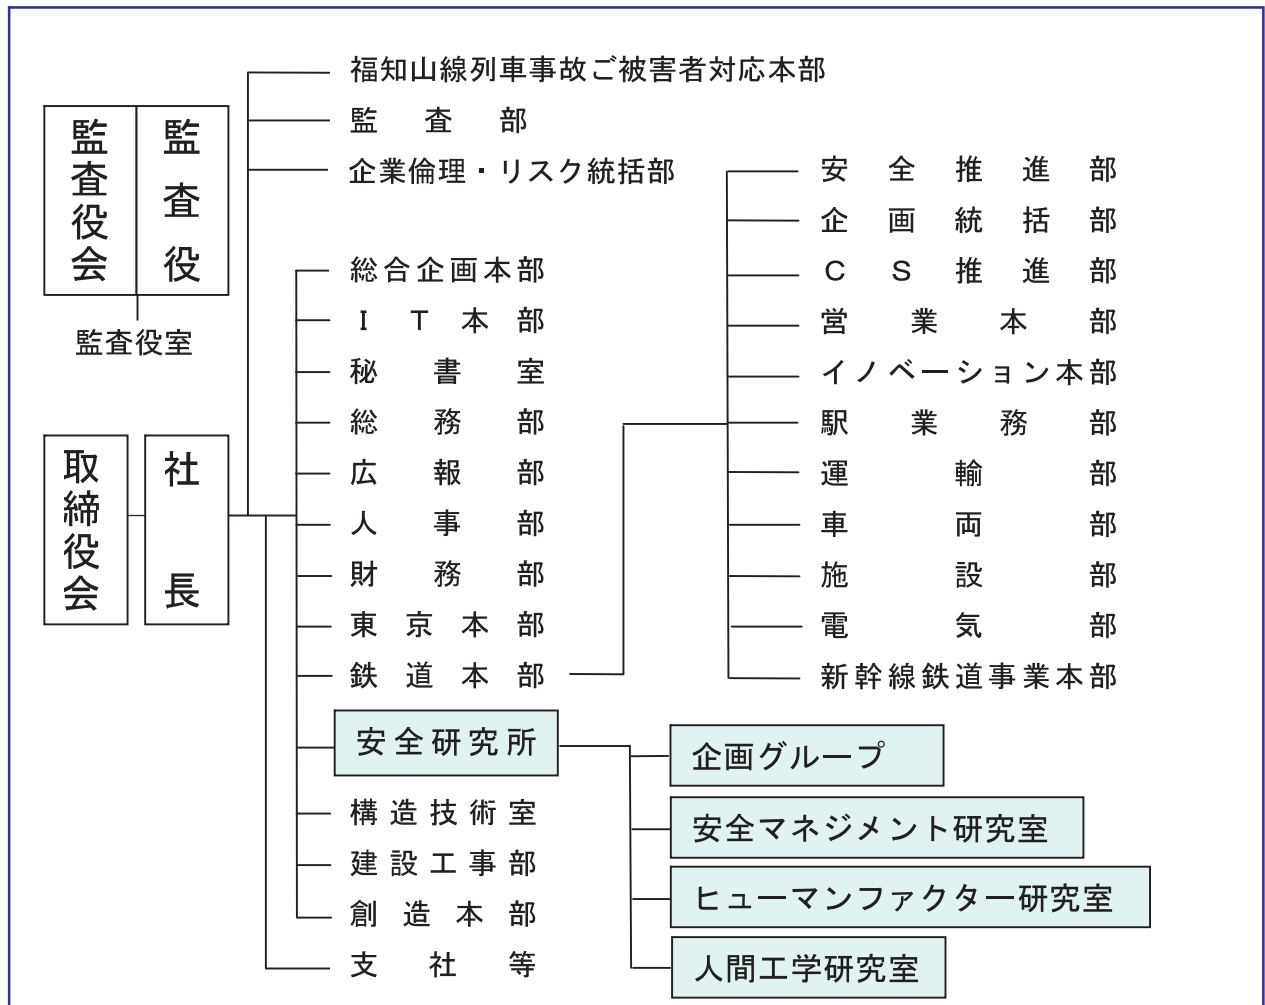 監査役会
監査役
監査役室
取締役会
社長
福知山線列車事故ご被害者対応本部
監査部
企業倫理・リスク統括部
総合企画本部
IT本部
秘書室
総務部
広報部
人事部
財務部
東京本部
鉄道本部
安全研究所
構造技術室
建設工事部
創造本部
支社等
安全推進部
企画統括部
CS推進部
営業本部
イノベーション本部
駅業務部
運輸部
車両部
施設部
電気部
新幹線鉄道事業本部
企画グループ
安全マネジメント研究室
ヒューマンファクター研究室
人間工学研究室